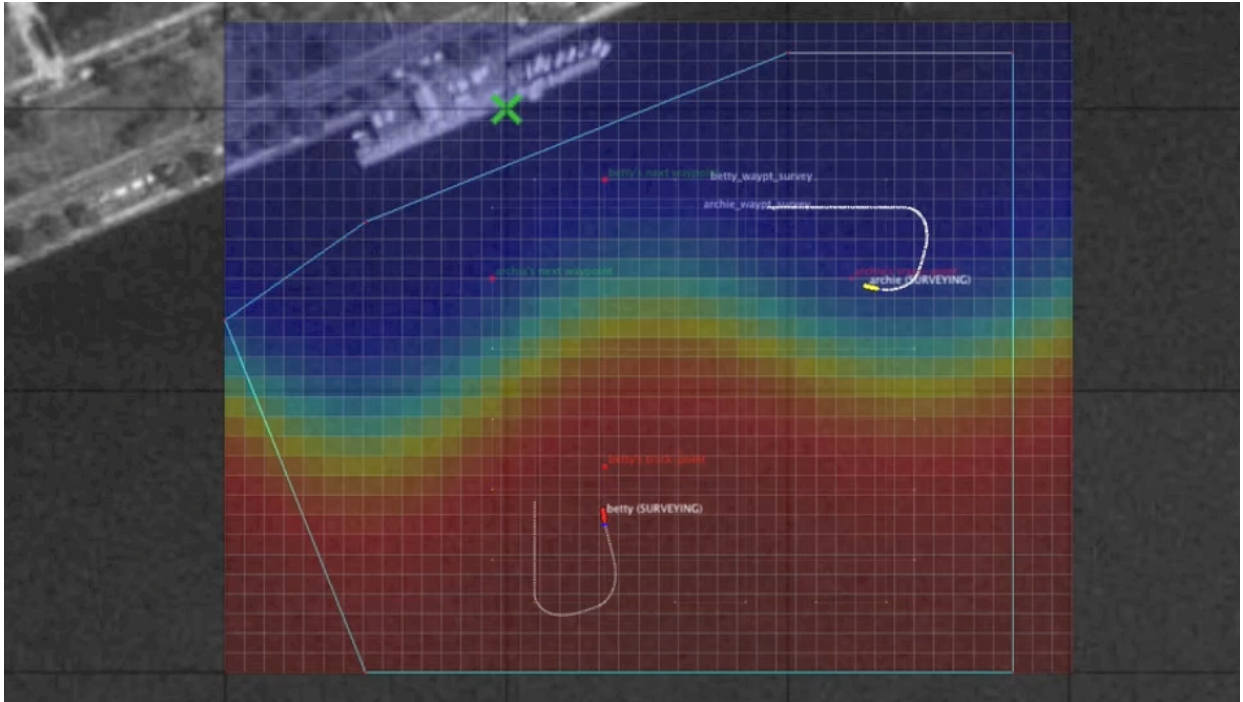 betty's next waypoint
betty_waypt_survey
archie_waypt_survey
archie's next waypoint
archie (SURVEYING)
betty's track-point
betty (SURVEYING)